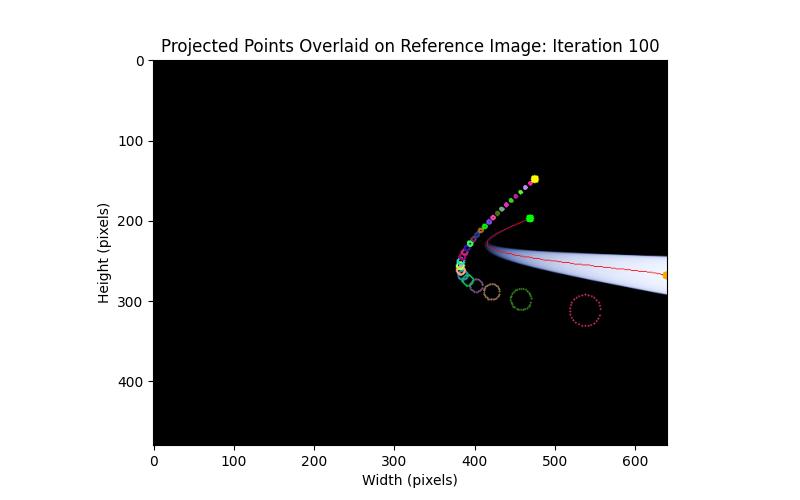 Projected Points Overlaid on Reference Image: Iteration 100
0
100
200
300
400
Height (pixels)
0 100 200 300 400 500 600
Width (pixels)